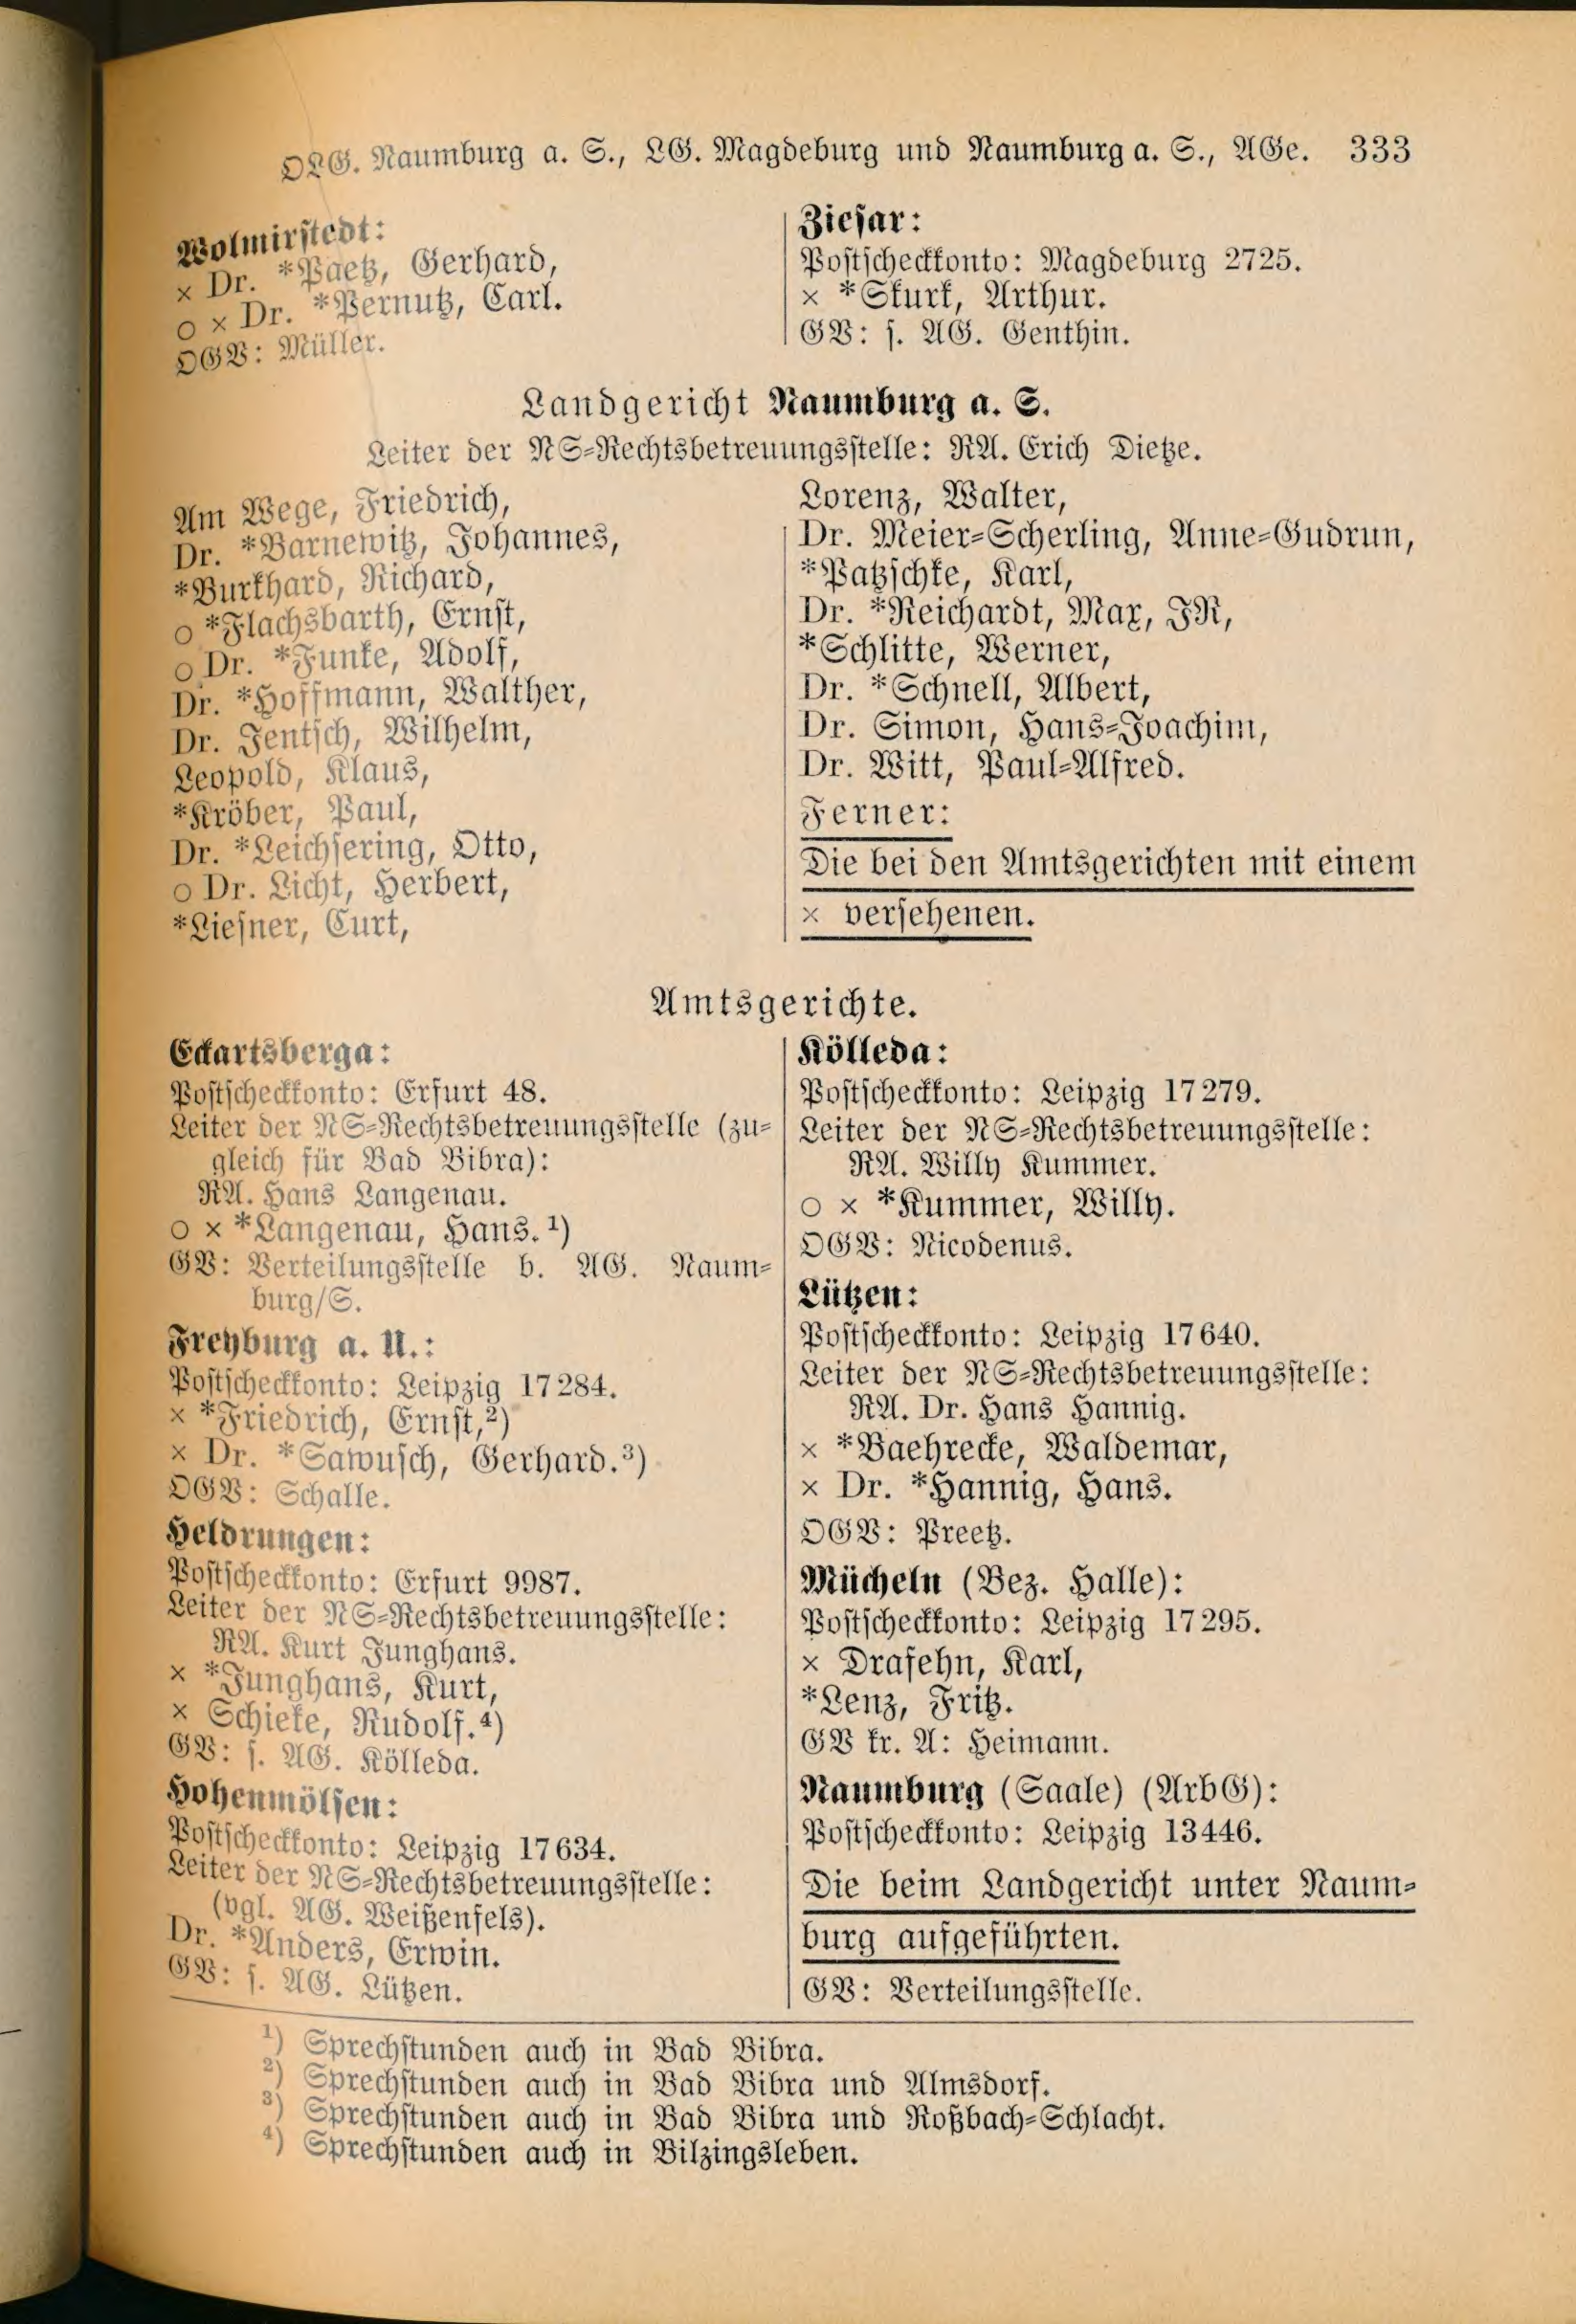 OLG. Naumburg a. S., LG. Magdeburg und Naumburg a. S., AGe. 333
Wolmirstedt:
× Dr. *Paetz, Gerhard,
o × Dr. *Pernutz, Carl.
OGV: Müller.
Ziesar:
Postscheckkonto: Magdeburg 2725.
× *Skurk, Arthur.
GV: s. AG. Genthin.
Landgericht Naumburg a. S.
Leiter der NS-Rechtsbetreuungsstelle: RA. Erich Dietze.
Am Wege, Friedrich,
Dr. *Barnewitz, Johannes,
*Burkhard, Richard,
o *Flachsbarth, Ernst,
o Dr. *Funke, Adolf,
Dr. *Hoffmann, Walther,
Dr. Jentsch, Wilhelm,
Leopold, Klaus,
*Kröber, Paul,
Dr. *Leichsering, Otto,
o Dr. Licht, Herbert,
*Liesner, Curt,
Lorenz, Walter,
Dr. Meier-Scherling, Anne-Gudrun,
*Patzschke, Karl,
Dr. *Reichardt, Max, JR,
*Schlitte, Werner,
Dr. *Schnell, Albert,
Dr. Simon, Hans-Joachim,
Dr. Witt, Paul-Alfred.
Ferner:
Die bei den Amtsgerichten mit einem
× versehenen.
Amtsgerichte.
Eckartsberga:
Postscheckkonto: Erfurt 48.
Leiter der NS-Rechtsbetreuungsstelle (zu-
gleich für Bad Bibra):
RA. Hans Langenau.
o × *Langenau, Hans. ¹)
GV: Verteilungsstelle b. AG. Naum-
burg/S.
Freyburg a. U.:
Postscheckkonto: Leipzig 17284.
× *Friedrich, Ernst,²)
× Dr. *Sawusch, Gerhard.³)
OGV: Schalle.
Heldrungen:
Postscheckkonto: Erfurt 9987.
Leiter der NS-Rechtsbetreuungsstelle:
RA. Kurt Junghans.
× *Junghans, Kurt,
× Schieke, Rudolf.⁴)
GV: s. AG. Kölleda.
Hohenmölsen:
Postscheckkonto: Leipzig 17634.
Leiter der NS-Rechtsbetreuungsstelle:
(vgl. AG. Weißenfels).
Dr. *Anders, Erwin.
GV: s. AG. Lützen.
Kölleda:
Postscheckkonto: Leipzig 17279.
Leiter der NS-Rechtsbetreuungsstelle:
RA. Willy Kummer.
o × *Kummer, Willy.
OGV: Nicodenus.
Lützen:
Postscheckkonto: Leipzig 17640.
Leiter der NS-Rechtsbetreuungsstelle:
RA. Dr. Hans Hannig.
× *Baehrecke, Waldemar,
× Dr. *Hannig, Hans.
OGV: Preetz.
Mücheln (Bez. Halle):
Postscheckkonto: Leipzig 17295.
× Drafehn, Karl,
*Lenz, Fritz.
GV kr. A: Heimann.
Naumburg (Saale) (ArbG):
Postscheckkonto: Leipzig 13446.
Die beim Landgericht unter Naum-
burg aufgeführten.
GV: Verteilungsstelle.
¹) Sprechstunden auch in Bad Bibra.
²) Sprechstunden auch in Bad Bibra und Almsdorf.
³) Sprechstunden auch in Bad Bibra und Roßbach-Schlacht.
⁴) Sprechstunden auch in Bilzingsleben.